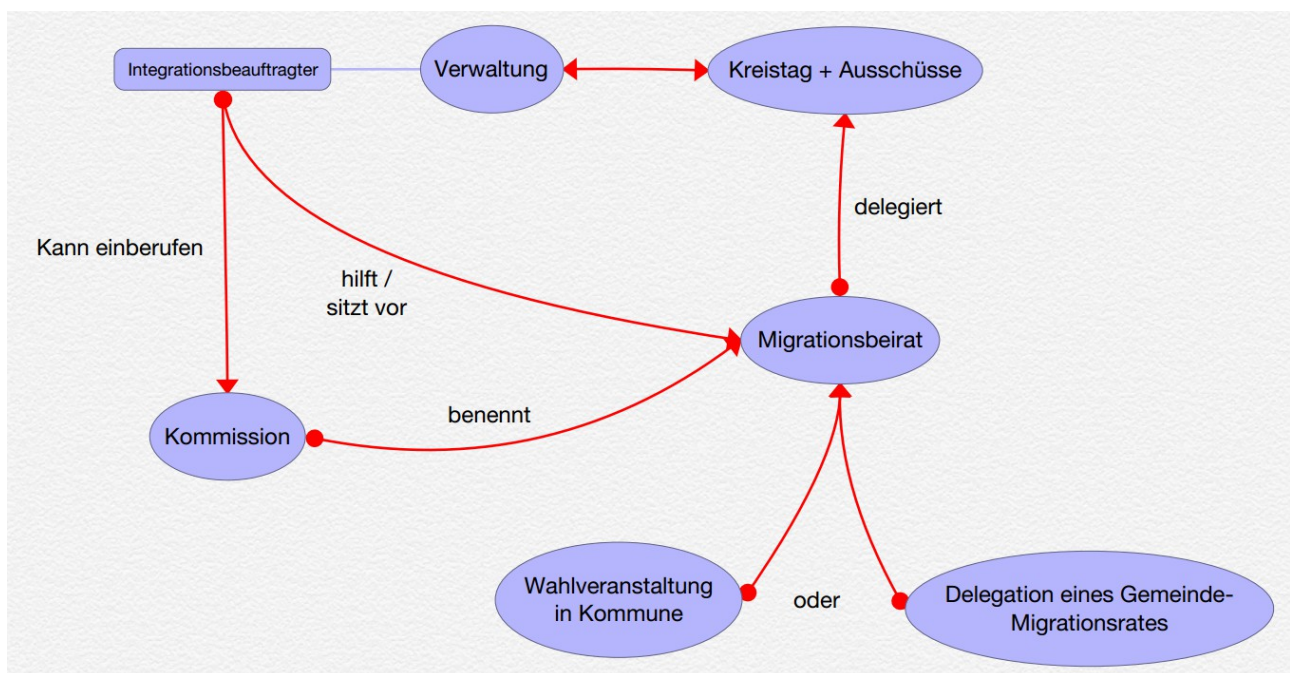 Integrationsbeauftragter
Verwaltung
Kreistag + Ausschüsse
delegiert
Kann einberufen
hilft /
sitzt vor
Migrationsbeirat
benennt
Kommission
Wahlveranstaltung
in Kommune
oder
Delegation eines Gemeinde-
Migrationsrates